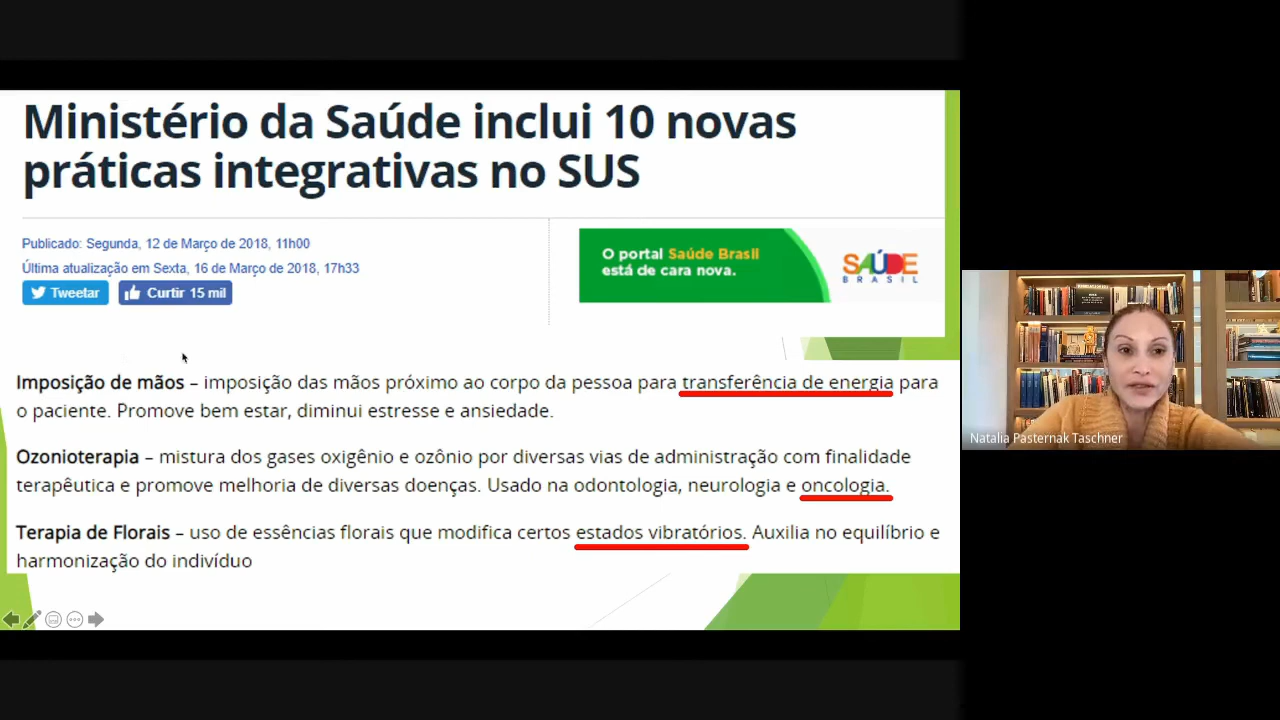 Ministério da Saúde inclui 10 novas
práticas integrativas no SUS
Publicado: Segunda, 12 de Março de 2018, 11h00
Última atualização em Sexta, 16 de Março de 2018, 17h33
Tweetar
Curtir 15 mil
O portal Saúde Brasil
está de cara nova.
SAÚDE
BRASIL
Imposição de mãos – imposição das mãos próximo ao corpo da pessoa para transferência de energia para
o paciente. Promove bem estar, diminui estresse e ansiedade.
Ozonioterapia – mistura dos gases oxigênio e ozônio por diversas vias de administração com finalidade
terapêutica e promove melhoria de diversas doenças. Usado na odontologia, neurologia e oncologia.
Terapia de Florais – uso de essências florais que modifica certos estados vibratórios. Auxilia no equilíbrio e
harmonização do indivíduo
Natalia Pasternak Taschner